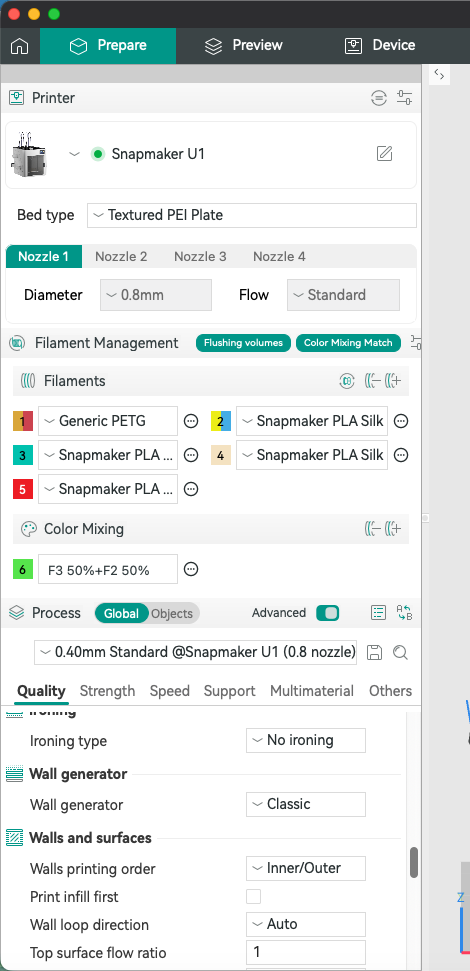 Prepare Preview Device
Printer
Snapmaker U1
Bed type Textured PEI Plate
Nozzle 1 Nozzle 2 Nozzle 3 Nozzle 4
Diameter 0.8mm Flow Standard
Filament Management Flushing volumes Color Mixing Match
Filaments
1 Generic PETG 2 Snapmaker PLA Silk
3 Snapmaker PLA ... 4 Snapmaker PLA Silk
5 Snapmaker PLA ...
Color Mixing
6 F3 50%+F2 50%
Process Global Objects Advanced A B
0.40mm Standard @Snapmaker U1 (0.8 nozzle)
Quality Strength Speed Support Multimaterial Others
Ironing
Ironing type No ironing
Wall generator
Wall generator Classic
Walls and surfaces
Walls printing order Inner/Outer
Print infill first
Wall loop direction Auto
Top surface flow ratio 1
Z